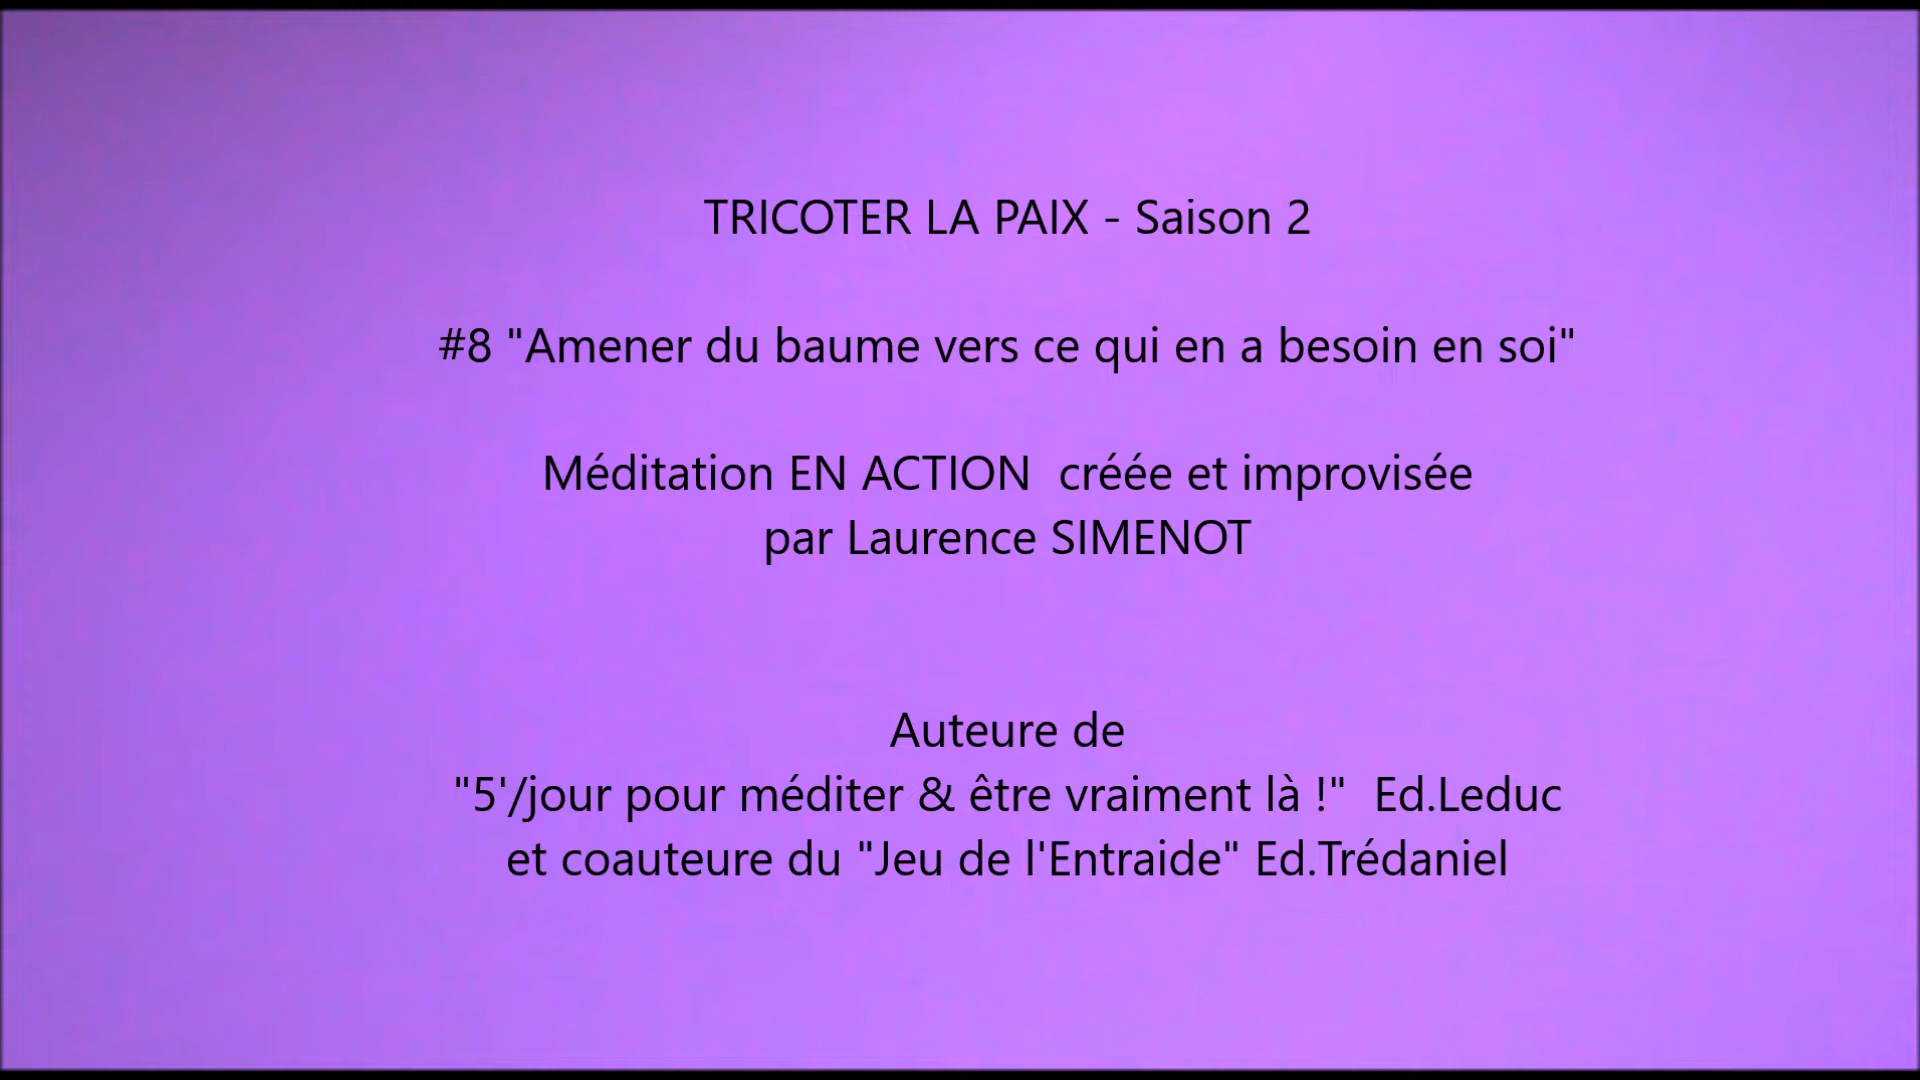 TRICOTER LA PAIX - Saison 2
#8 "Amener du baume vers ce qui en a besoin en soi"
Méditation EN ACTION  créée et improvisée
par Laurence SIMENOT
Auteure de
"5'/jour pour méditer & être vraiment là !"  Ed.Leduc
et coauteure du "Jeu de l'Entraide" Ed.Trédaniel